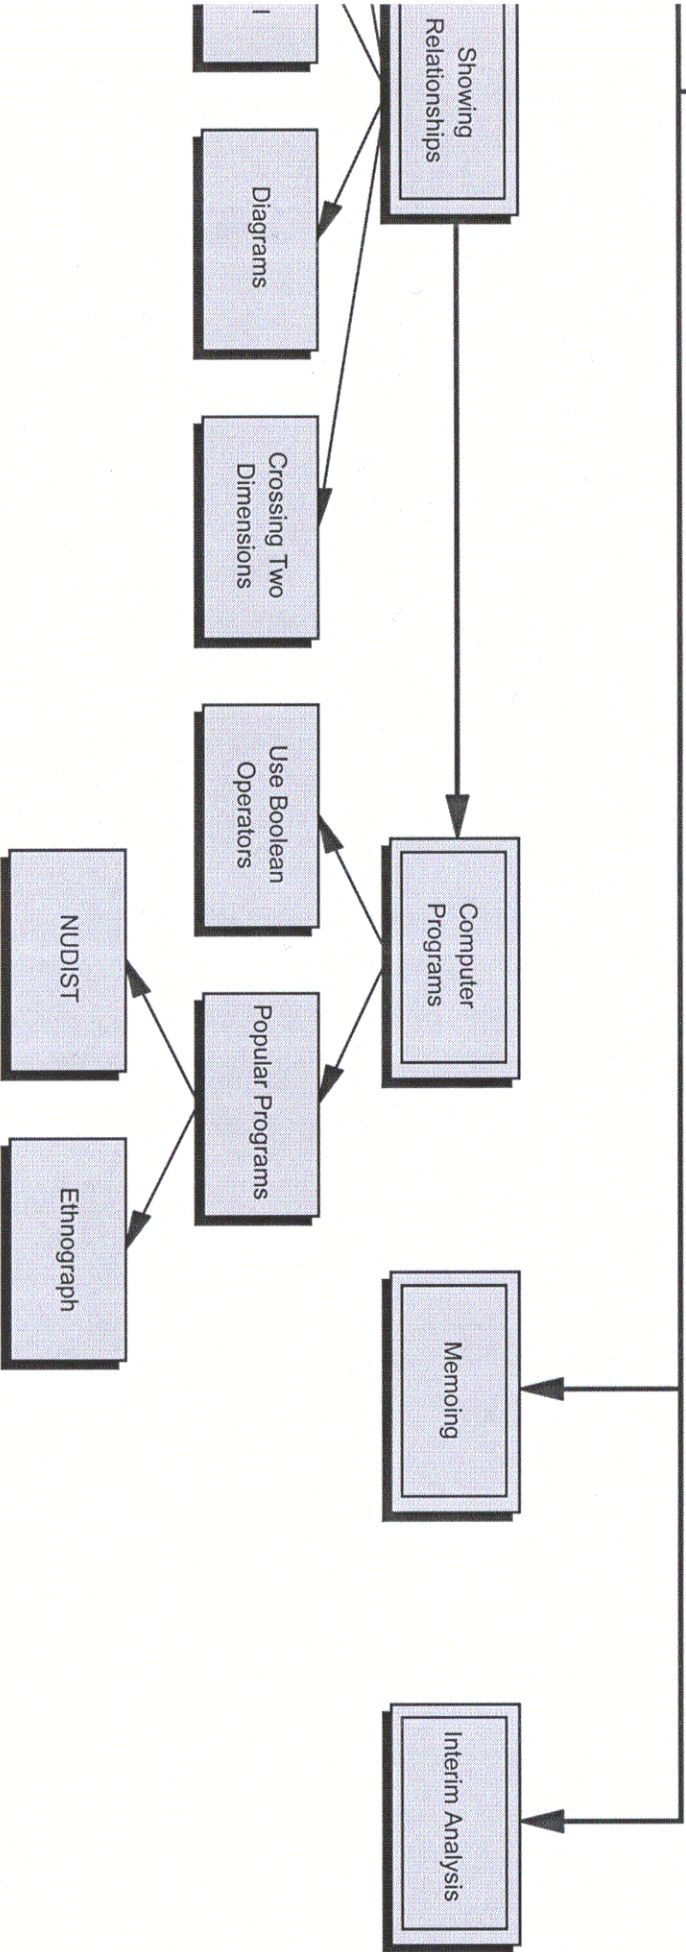 Showing
Relationships
Computer
Programs
Memoing
Interim Analysis
Diagrams
Crossing Two
Dimensions
Use Boolean
Operators
Popular Programs
NUDIST
Ethnograph